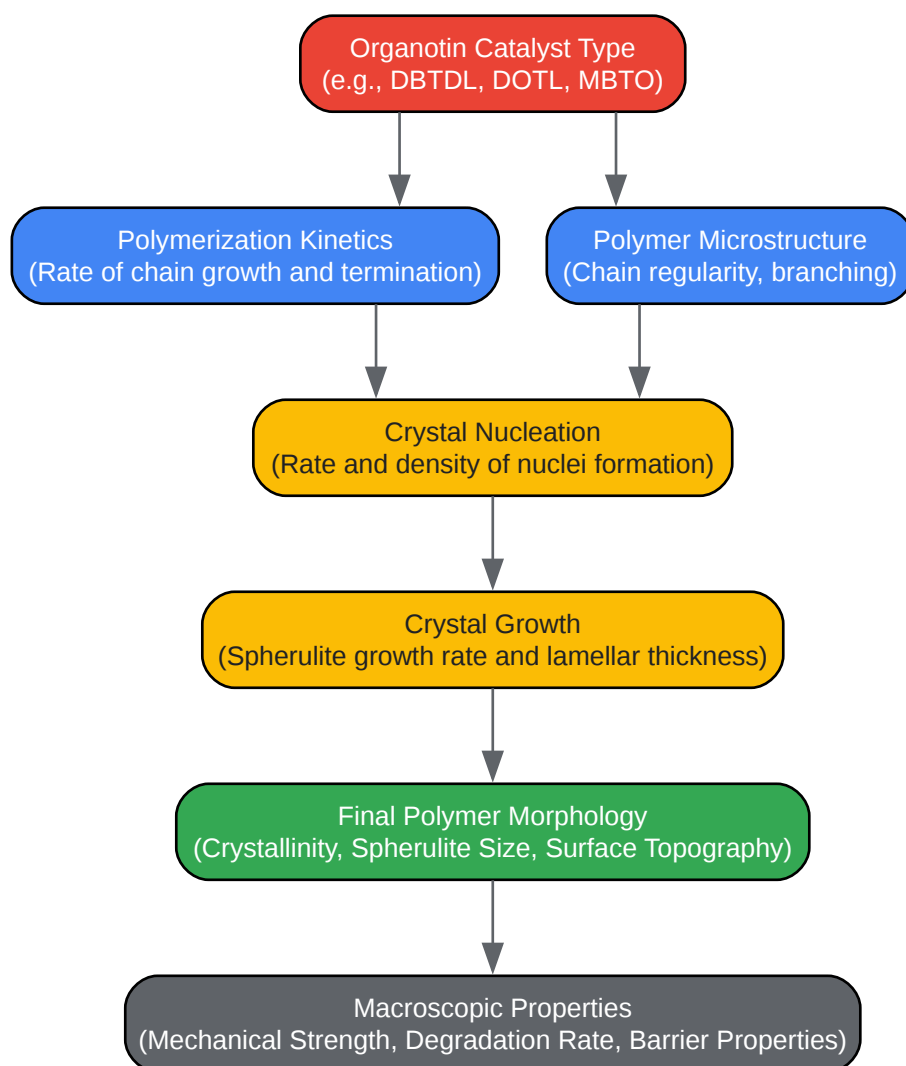 Organotin Catalyst Type
(e.g., DBTDL, DOTL, MBTO)
Polymerization Kinetics
(Rate of chain growth and termination)
Polymer Microstructure
(Chain regularity, branching)
Crystal Nucleation
(Rate and density of nuclei formation)
Crystal Growth
(Spherulite growth rate and lamellar thickness)
Final Polymer Morphology
(Crystallinity, Spherulite Size, Surface Topography)
Macroscopic Properties
(Mechanical Strength, Degradation Rate, Barrier Properties)